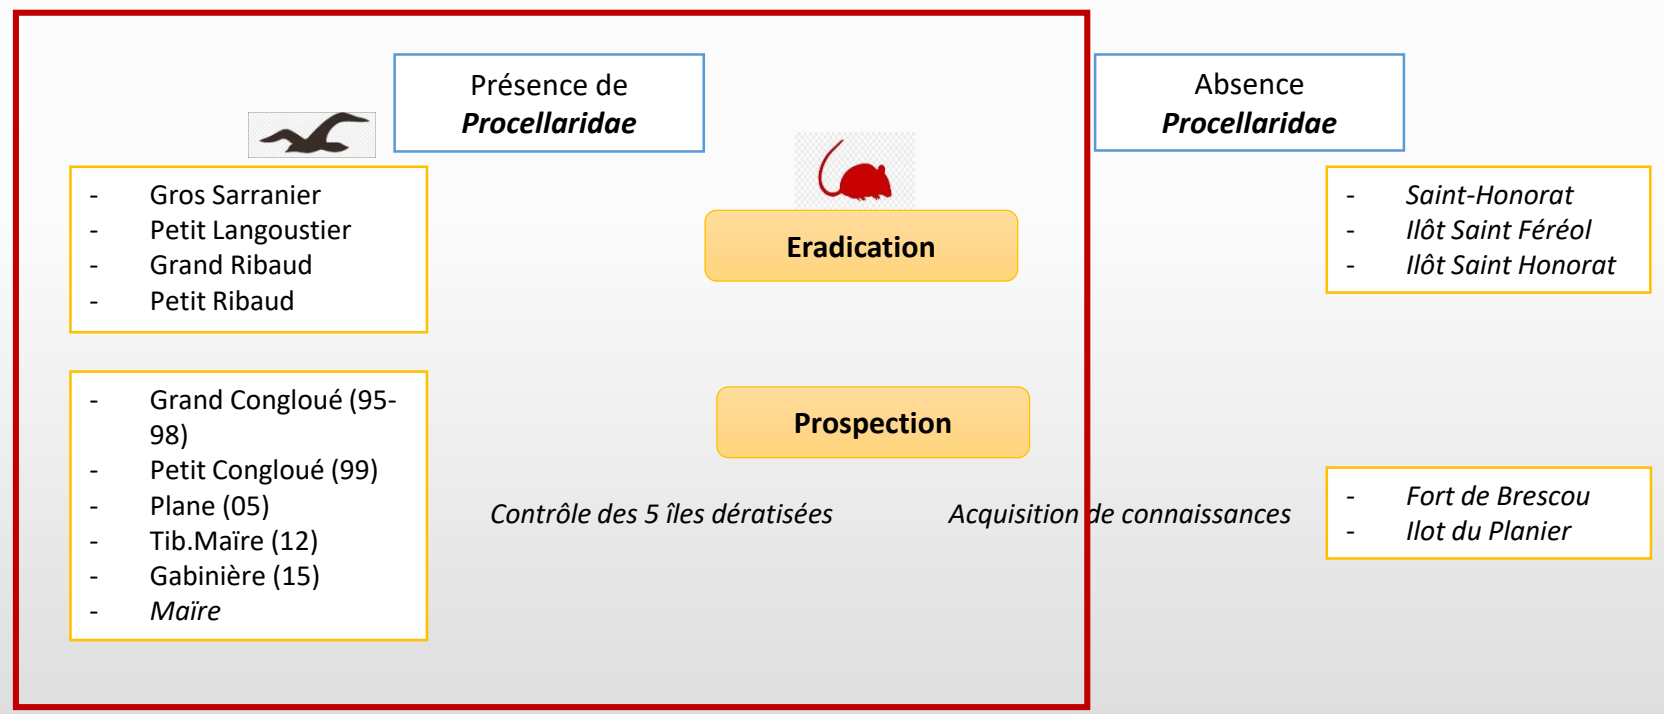 Présence de
Procellaridae
Absence
Procellaridae
- Gros Sarranier
- Petit Langoustier
- Grand Ribaud
- Petit Ribaud
Eradication
- Saint-Honorat
- Ilôt Saint Féréol
- Ilôt Saint Honorat
- Grand Congloué (95-
98)
- Petit Congloué (99)
- Plane (05)
- Tib.Maïre (12)
- Gabinière (15)
- Maïre
Prospection
Contrôle des 5 îles dératisées
Acquisition de connaissances
- Fort de Brescou
- Ilot du Planier